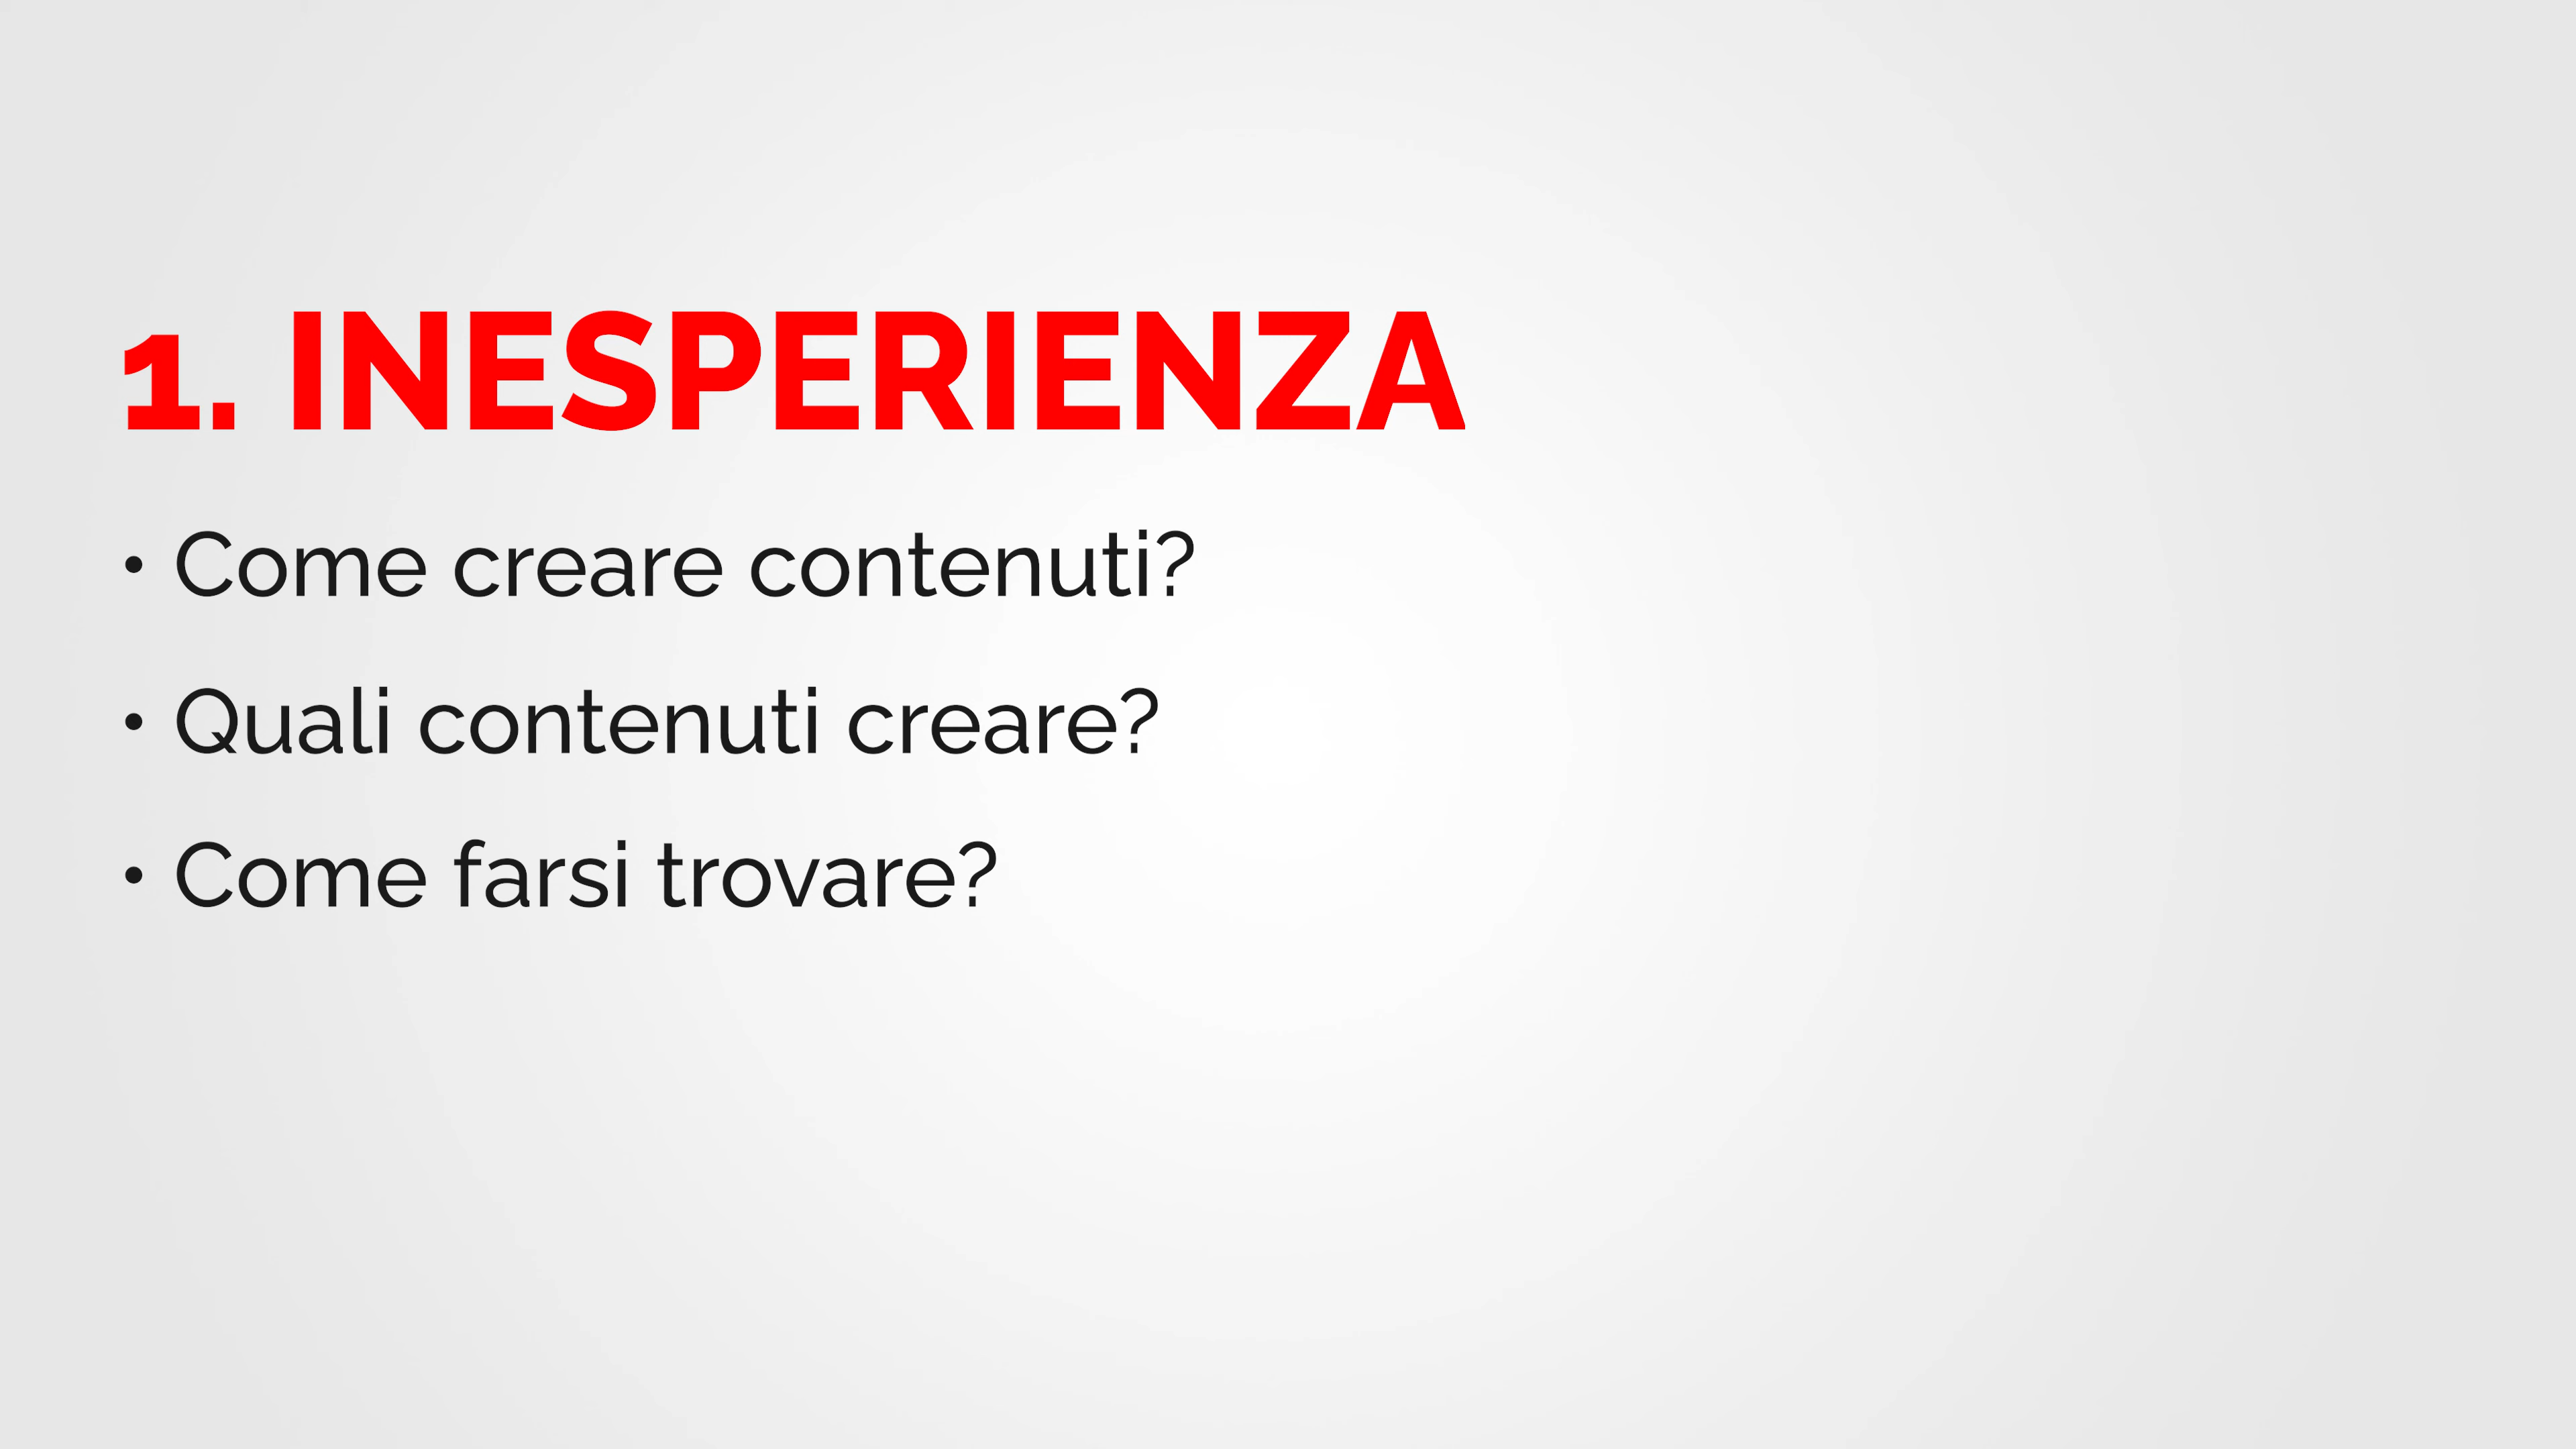 1. INESPERIENZA
• Come creare contenuti?
• Quali contenuti creare?
• Come farsi trovare?